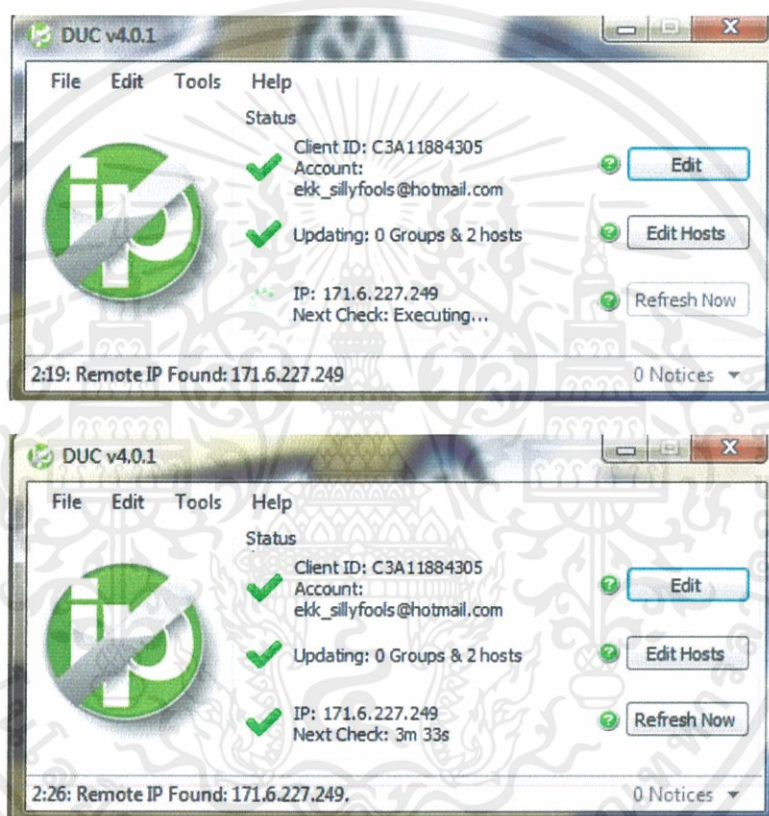 DUC v4.0.1
File Edit Tools Help
Status
Client ID: C3A11884305
Account:
ekk_sillyfools@hotmail.com
Edit
Updating: 0 Groups & 2 hosts
Edit Hosts
IP: 171.6.227.249
Next Check: Executing...
Refresh Now
2:19: Remote IP Found: 171.6.227.249
0 Notices
ip
DUC v4.0.1
File Edit Tools Help
Status
Client ID: C3A11884305
Account:
ekk_sillyfools@hotmail.com
Edit
Updating: 0 Groups & 2 hosts
Edit Hosts
IP: 171.6.227.249
Next Check: 3m 33s
Refresh Now
2:26: Remote IP Found: 171.6.227.249.
0 Notices
ip